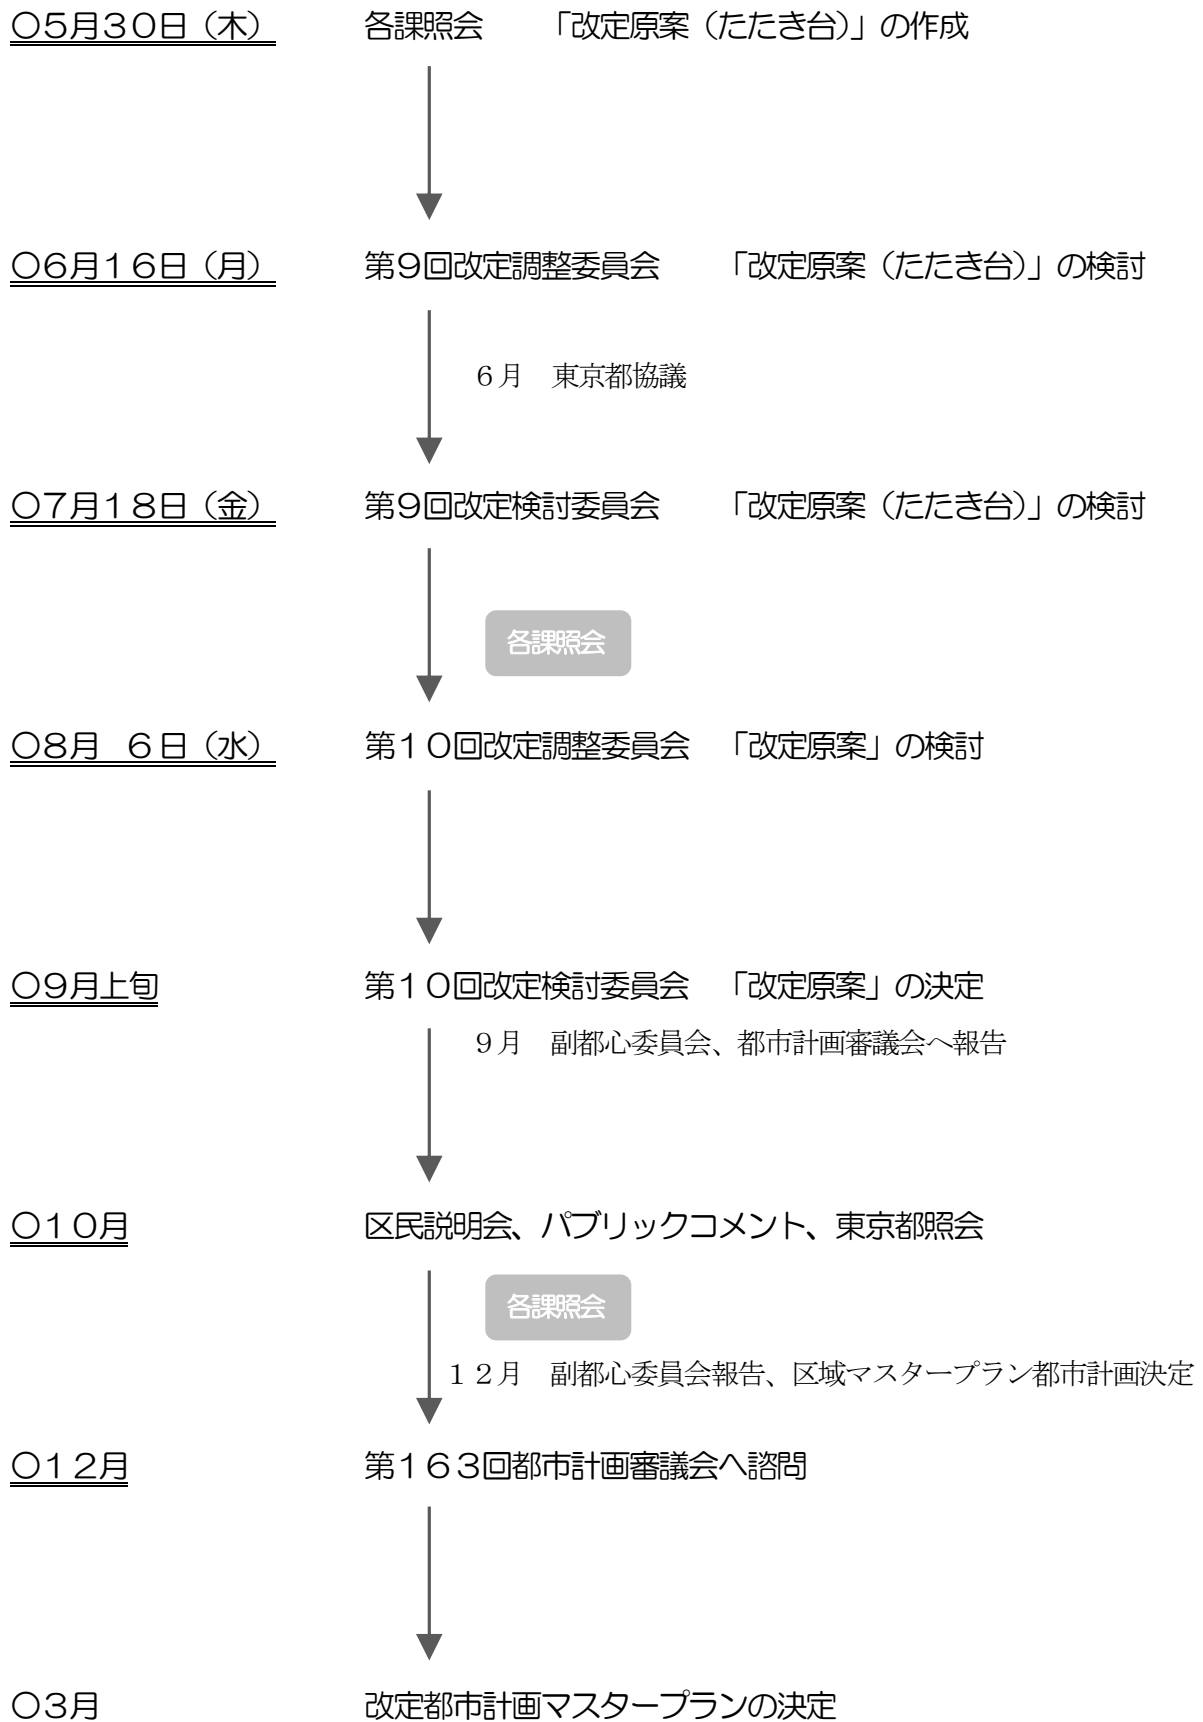 〇５月３０日（木）　各課照会　「改定原案（たたき台）」の作成
〇６月１６日（月）　第９回改定調整委員会　「改定原案（たたき台）」の検討
６月　東京都協議
〇７月１８日（金）　第９回改定検討委員会　「改定原案（たたき台）」の検討
各課照会
〇８月　６日（水）　第１０回改定調整委員会　「改定原案」の検討
〇９月上旬　第１０回改定検討委員会　「改定原案」の決定
９月　副都心委員会、都市計画審議会へ報告
〇１０月　区民説明会、パブリックコメント、東京都照会
各課照会
１２月　副都心委員会報告、区域マスタープラン都市計画決定
〇１２月　第１６３回都市計画審議会へ諮問
〇３月　改定都市計画マスタープランの決定